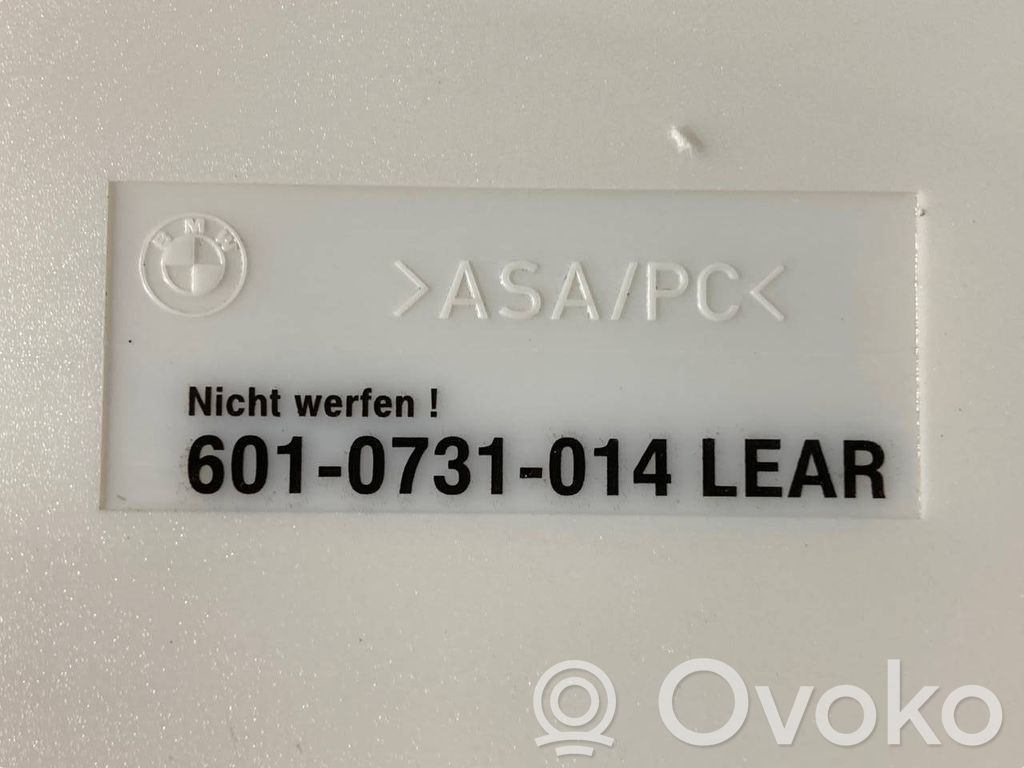 BMW
>ASA/PC<
Nicht werfen !
601-0731-014 LEAR
Ovoko